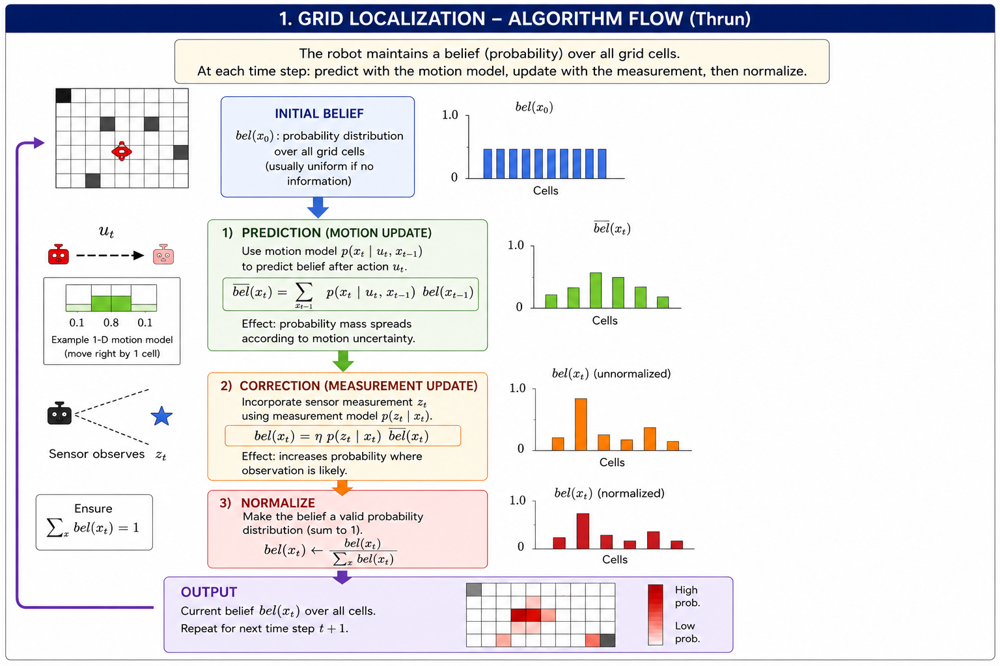 1. GRID LOCALIZATION – ALGORITHM FLOW (Thrun)
The robot maintains a belief (probability) over all grid cells.
At each time step: predict with the motion model, update with the measurement, then normalize.
INITIAL BELIEF
bel(x₀) : probability distribution
over all grid cells
(usually uniform if no
information)
bel(x₀)
1.0
0
Cells
u_t
0.1 0.8 0.1
Example 1-D motion model
(move right by 1 cell)
1) PREDICTION (MOTION UPDATE)
Use motion model p(x_t | u_t, x_{t−1})
to predict belief after action u_t.
\overline{bel}(x_t) = ∑_{x_{t−1}} p(x_t | u_t, x_{t−1}) bel(x_{t−1})
Effect: probability mass spreads
according to motion uncertainty.
\overline{bel}(x_t)
1.0
0
Cells
Sensor observes z_t
2) CORRECTION (MEASUREMENT UPDATE)
Incorporate sensor measurement z_t
using measurement model p(z_t | x_t).
bel(x_t) = η p(z_t | x_t) \overline{bel}(x_t)
Effect: increases probability where
observation is likely.
bel(x_t) (unnormalized)
1.0
0
Cells
Ensure
∑_x bel(x_t) = 1
3) NORMALIZE
Make the belief a valid probability
distribution (sum to 1).
bel(x_t) ← bel(x_t) / ∑_x bel(x_t)
bel(x_t) (normalized)
1.0
0
Cells
OUTPUT
Current belief bel(x_t) over all cells.
Repeat for next time step t + 1.
High
prob.
Low
prob.